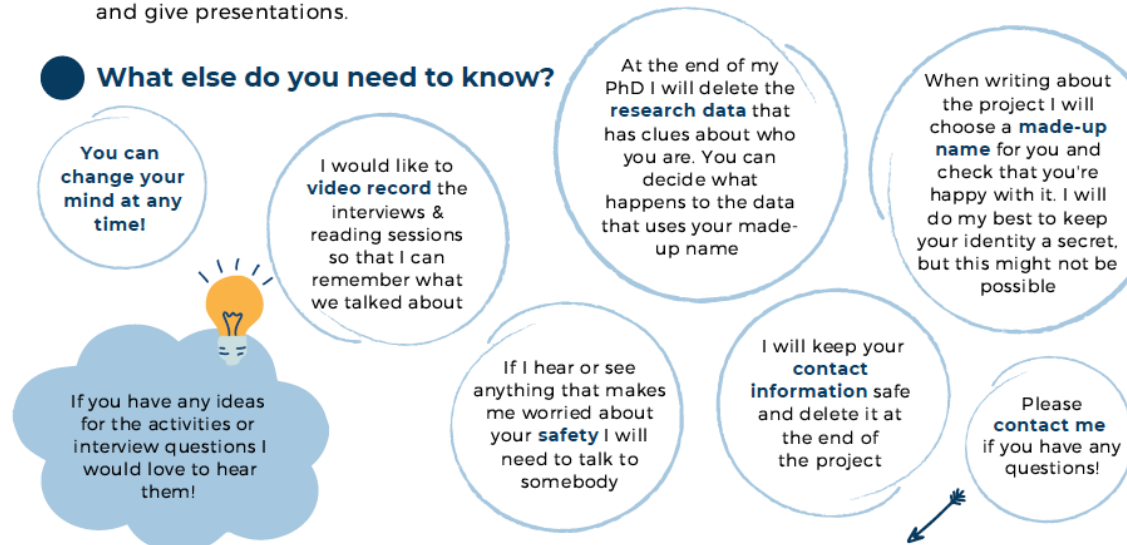 and give presentations.
What else do you need to know?
You can
change your
mind at any
time!
I would like to
video record the
interviews &
reading sessions
so that I can
remember what
we talked about
At the end of my
PhD I will delete the
research data that
has clues about who
you are. You can
decide what
happens to the data
that uses your made-
up name
When writing about
the project I will
choose a made-up
name for you and
check that you're
happy with it. I will
do my best to keep
your identity a secret,
but this might not be
possible
If you have any ideas
for the activities or
interview questions I
would love to hear
them!
If I hear or see
anything that makes
me worried about
your safety I will
need to talk to
somebody
I will keep your
contact
information safe
and delete it at
the end of
the project
Please
contact me
if you have any
questions!